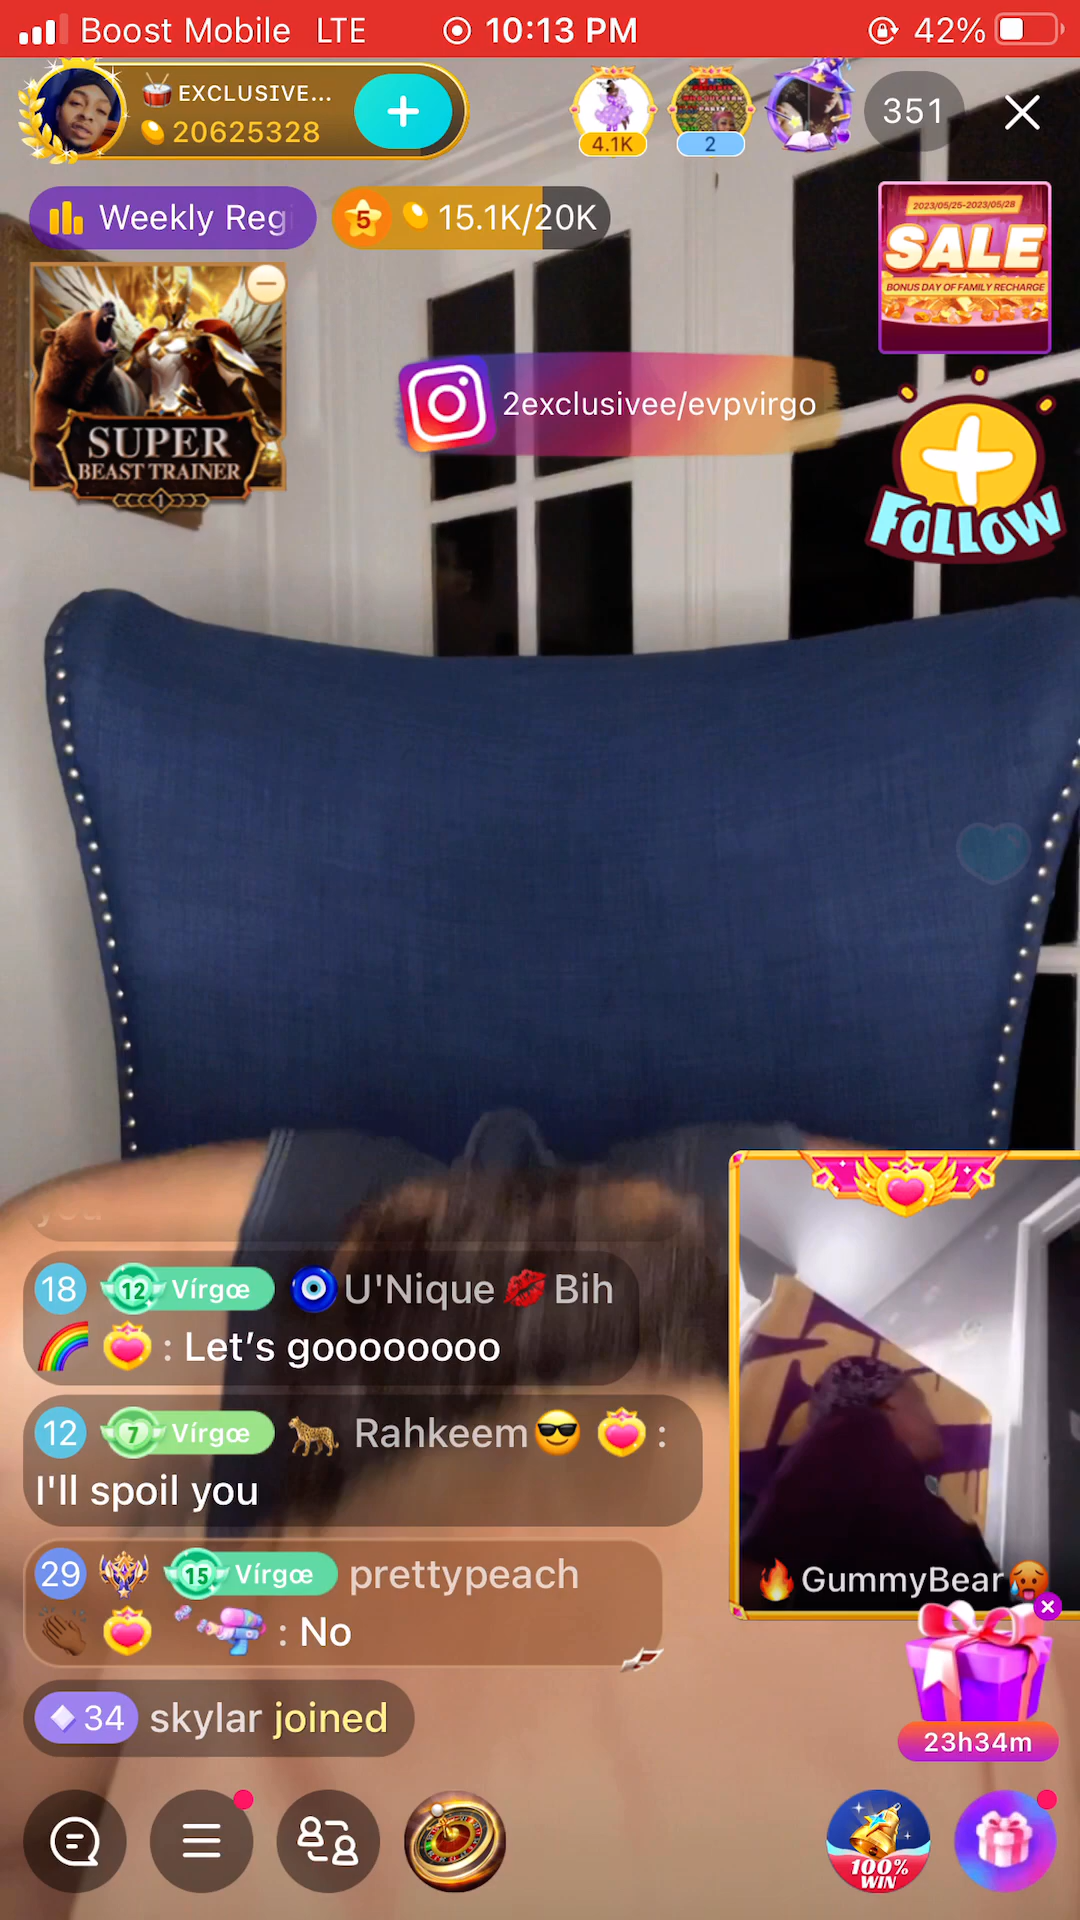 Boost Mobile LTE 10:13 PM 42%
EXCLUSIVE...
20625328
4.1K
2
351
Weekly Reg
5 15.1K/20K
2023/05/25-2023/05/28
SALE
BONUS DAY OF FAMILY RECHARGE
SUPER
BEAST TRAINER
1
2exclusivee/evpvirgo
FOLLOW
you
18 12 Vírgœ 🧿U'Nique💋Bih
🌈 : Let's goooooooo
12 7 Vírgœ 🐆 Rahkeem😎 :
I'll spoil you
29 15 Vírgœ prettypeach
👏🏾 : No
34 skylar joined
🔥GummyBear🥵
23h34m
100%
WIN